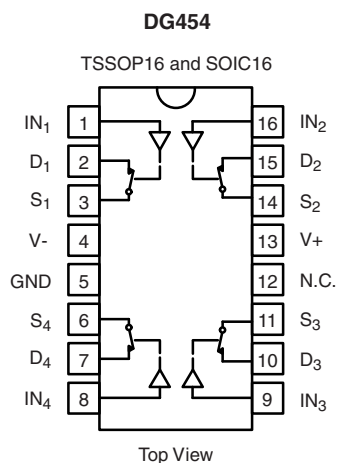 DG454
TSSOP16 and SOIC16
IN1 1 16 IN2
D1 2 15 D2
S1 3 14 S2
V- 4 13 V+
GND 5 12 N.C.
S4 6 11 S3
D4 7 10 D3
IN4 8 9 IN3
Top View